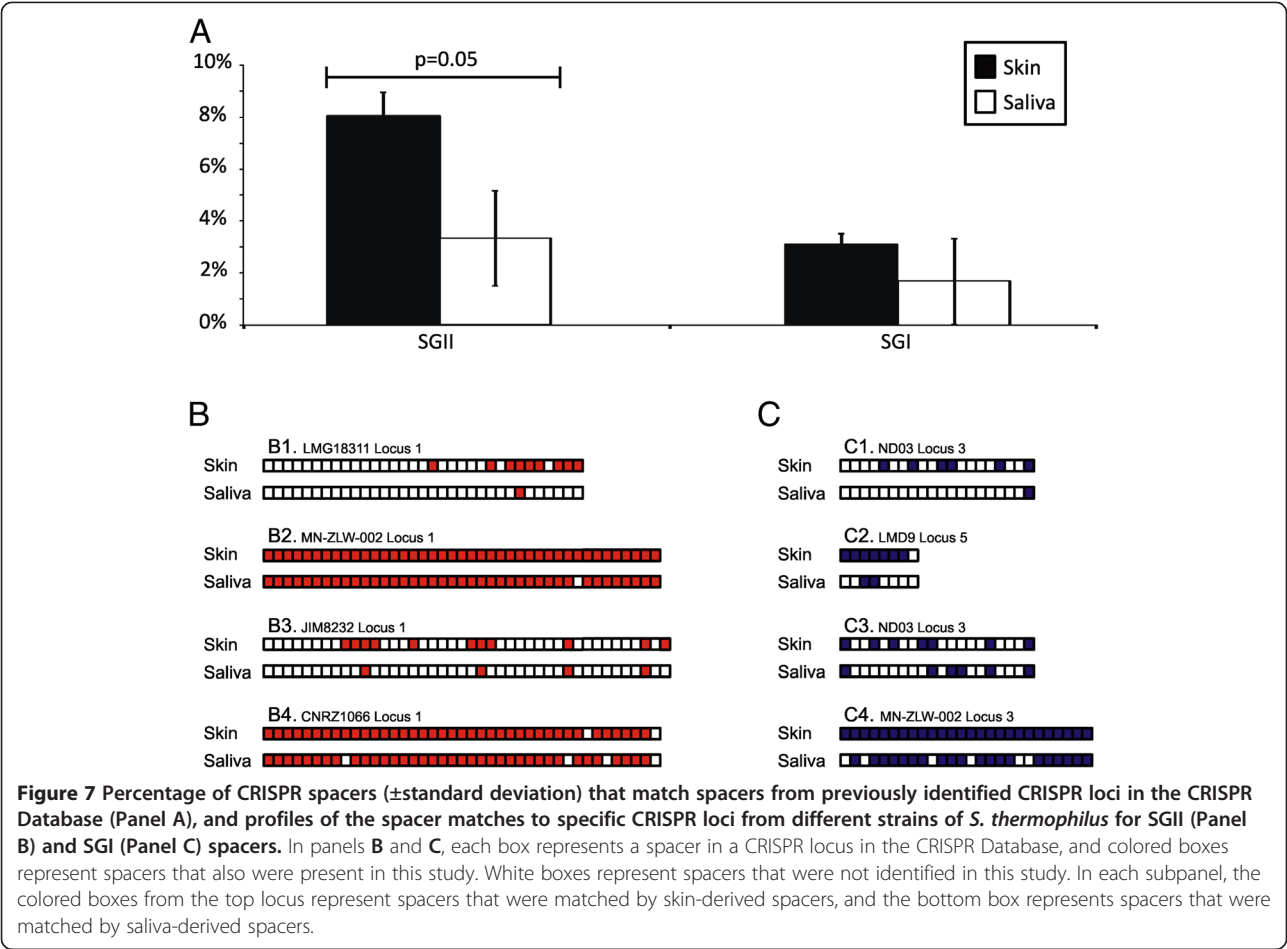 A
10%
8%
6%
4%
2%
0%
p=0.05
Skin
Saliva
SGII
SGI
B
B1. LMG18311 Locus 1
Skin
Saliva
B2. MN-ZLW-002 Locus 1
Skin
Saliva
B3. JIM8232 Locus 1
Skin
Saliva
B4. CNRZ1066 Locus 1
Skin
Saliva
C
C1. ND03 Locus 3
Skin
Saliva
C2. LMD9 Locus 5
Skin
Saliva
C3. ND03 Locus 3
Skin
Saliva
C4. MN-ZLW-002 Locus 3
Skin
Saliva
Figure 7 Percentage of CRISPR spacers (±standard deviation) that match spacers from previously identified CRISPR loci in the CRISPR
Database (Panel A), and profiles of the spacer matches to specific CRISPR loci from different strains of S. thermophilus for SGII (Panel
B) and SGI (Panel C) spacers. In panels B and C, each box represents a spacer in a CRISPR locus in the CRISPR Database, and colored boxes
represent spacers that also were present in this study. White boxes represent spacers that were not identified in this study. In each subpanel, the
colored boxes from the top locus represent spacers that were matched by skin-derived spacers, and the bottom box represents spacers that were
matched by saliva-derived spacers.